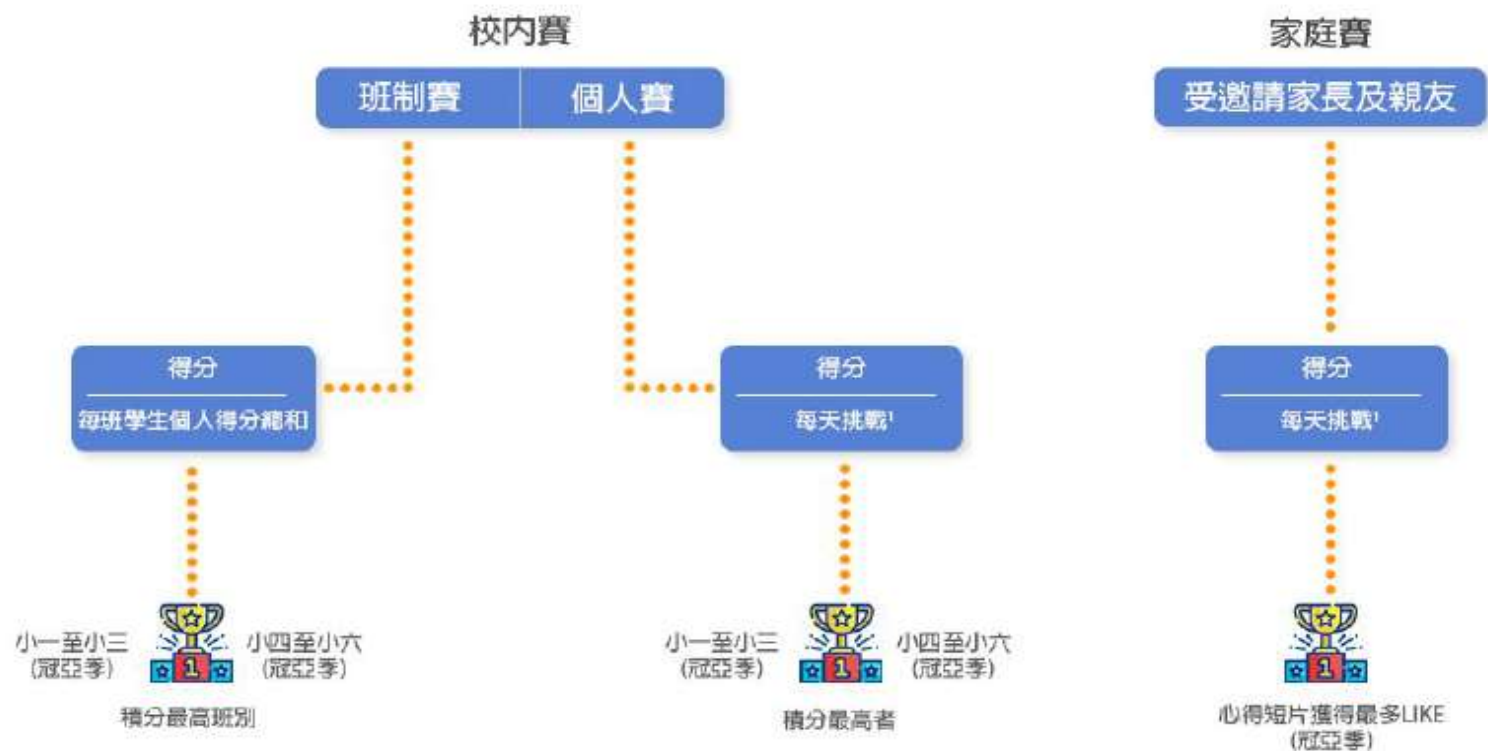 校内賽
班制賽
個人賽
得分
每班學生個人得分總和
小一至小三
(冠亞季)
1
小四至小六
(冠亞季)
積分最高班別
得分
每天挑戰¹
小一至小三
(冠亞季)
1
小四至小六
(冠亞季)
積分最高者
家庭賽
受邀請家長及親友
得分
每天挑戰¹
1
心得短片獲得最多LIKE
(冠亞季)